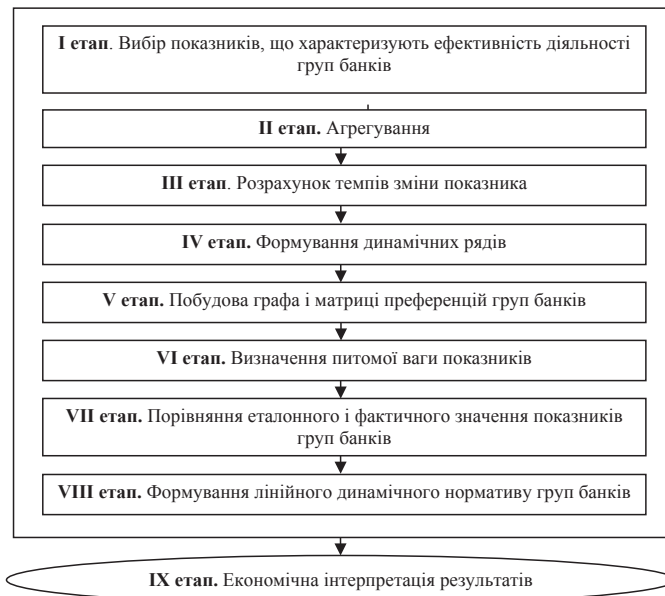 I етап. Вибір показників, що характеризують ефективність діяльності
груп банків
II етап. Агрегування
III етап. Розрахунок темпів зміни показника
IV етап. Формування динамічних рядів
V етап. Побудова графа і матриці преференцій груп банків
VI етап. Визначення питомої ваги показників
VII етап. Порівняння еталонного і фактичного значення показників
груп банків
VIII етап. Формування лінійного динамічного нормативу груп банків
IX етап. Економічна інтерпретація результатів